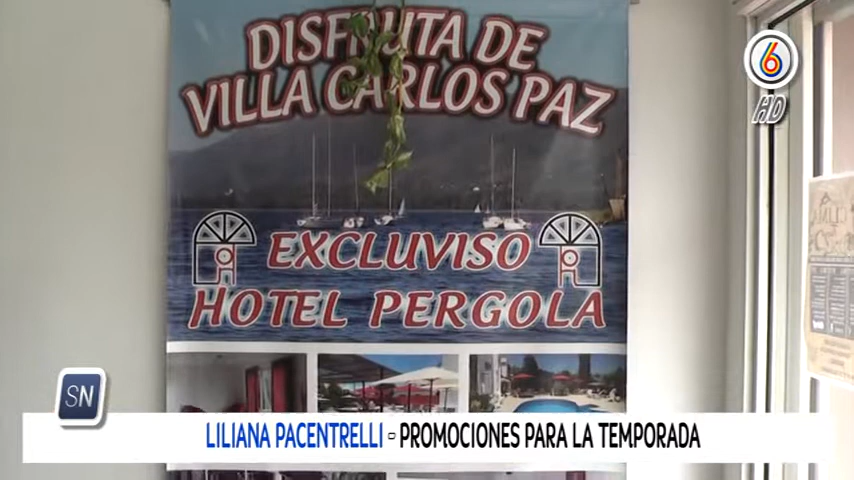 DISFRUTA DE
VILLA CARLOS PAZ
6
HD
EXCLUVISO
HOTEL PERGOLA
SN
LILIANA PACENTRELLI - PROMOCIONES PARA LA TEMPORADA